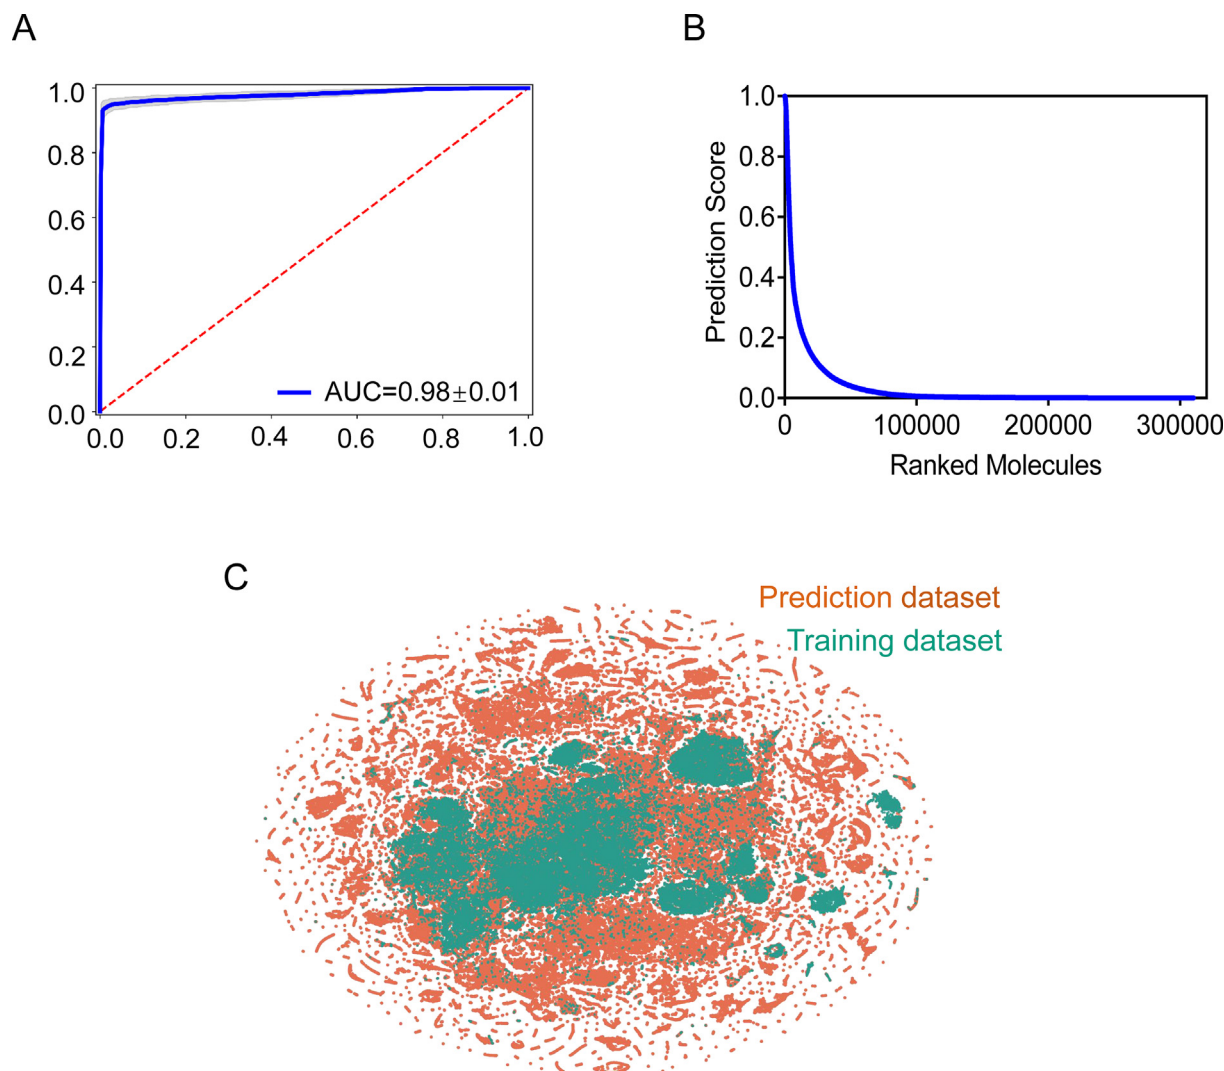 A
1.0
0.8
0.6
0.4
0.2
0.0
0.0 0.2 0.4 0.6 0.8 1.0
AUC=0.98±0.01
B
Prediction Score
1.0
0.8
0.6
0.4
0.2
0.0
0 100000 200000 300000
Ranked Molecules
C
Prediction dataset
Training dataset